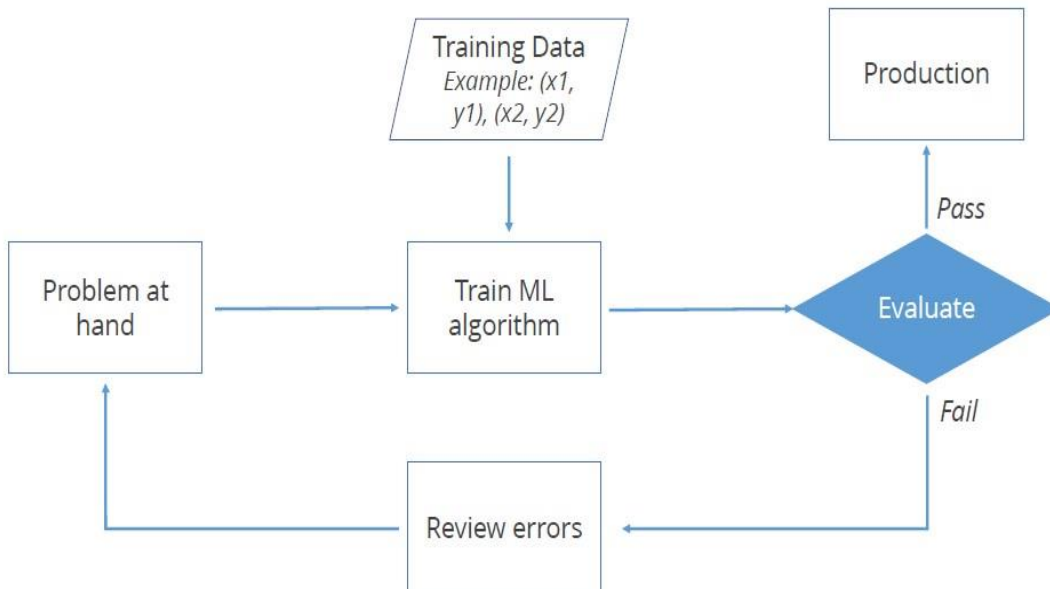 Training Data
Example: (x1,
y1), (x2, y2)
Production
Pass
Problem at
hand
Train ML
algorithm
Evaluate
Fail
Review errors